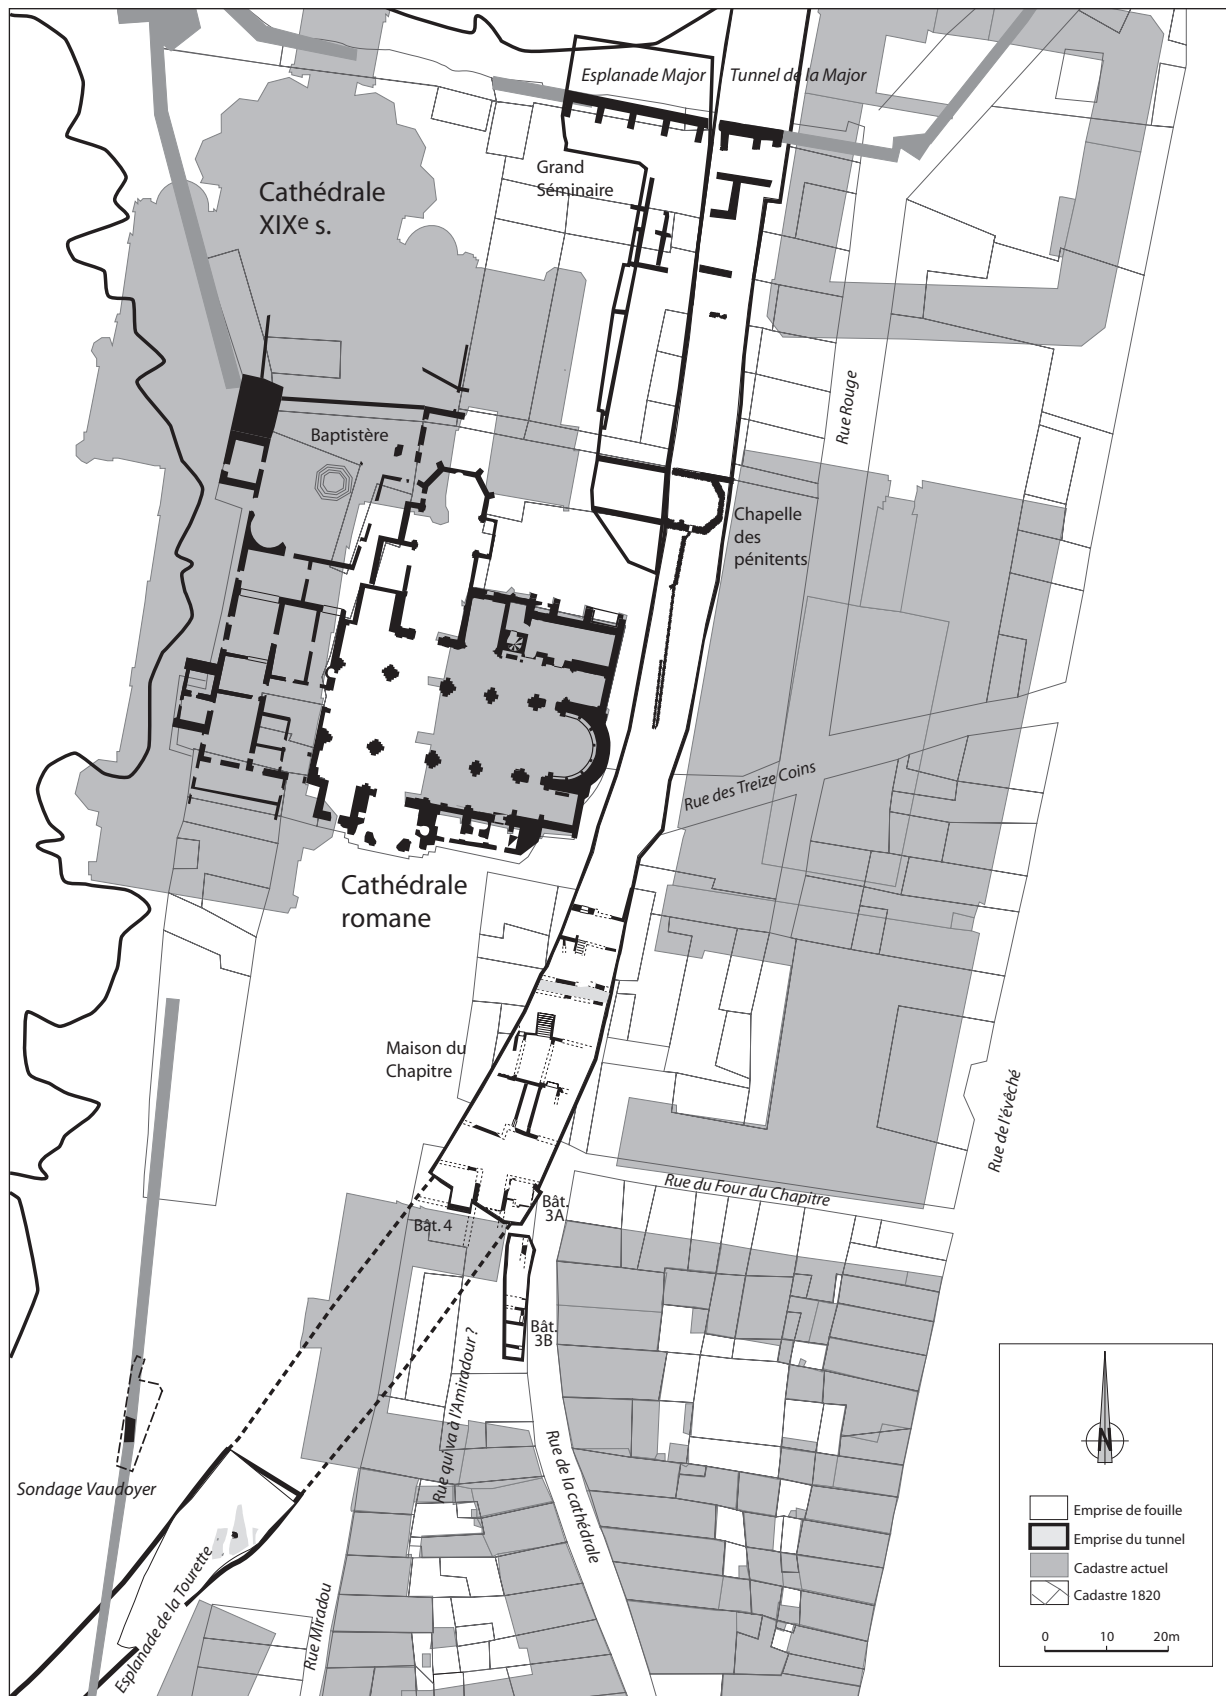 Esplanade Major
Tunnel de la Major
Grand
Séminaire
Cathédrale
XIXe s.
Rue Rouge
Baptistère
Chapelle
des
pénitents
Rue des Treize Coins
Cathédrale
romane
Maison du
Chapitre
Rue de l'évêché
Rue du Four du Chapitre
Bât.
3A
Bât. 4
Bât.
3B
Rue qui va à l'Amiradour ?
Rue de la cathédrale
Sondage Vaudoyer
Esplanade de la Tourette
Rue Miradou
N
Emprise de fouille
Emprise du tunnel
Cadastre actuel
Cadastre 1820
0 10 20m